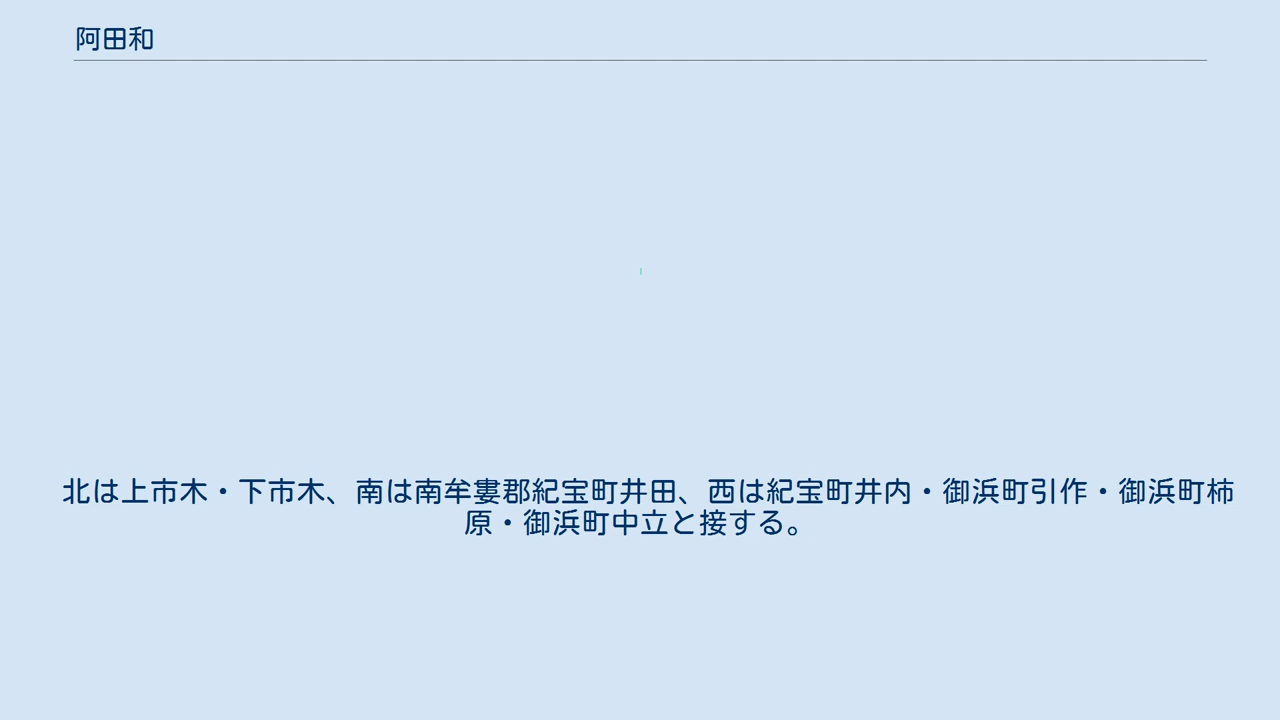 阿田和
北は上市木・下市木、南は南牟婁郡紀宝町井田、西は紀宝町井内・御浜町引作・御浜町柿
原・御浜町中立と接する。